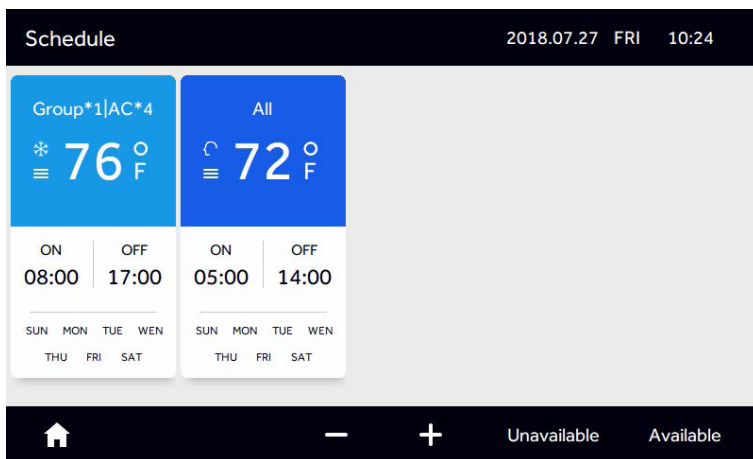 Schedule 2018.07.27 FRI 10:24
Group*1|AC*4
76 °F
ON OFF
08:00 17:00
SUN MON TUE WEN
THU FRI SAT
All
72 °F
ON OFF
05:00 14:00
SUN MON TUE WEN
THU FRI SAT
− + Unavailable Available